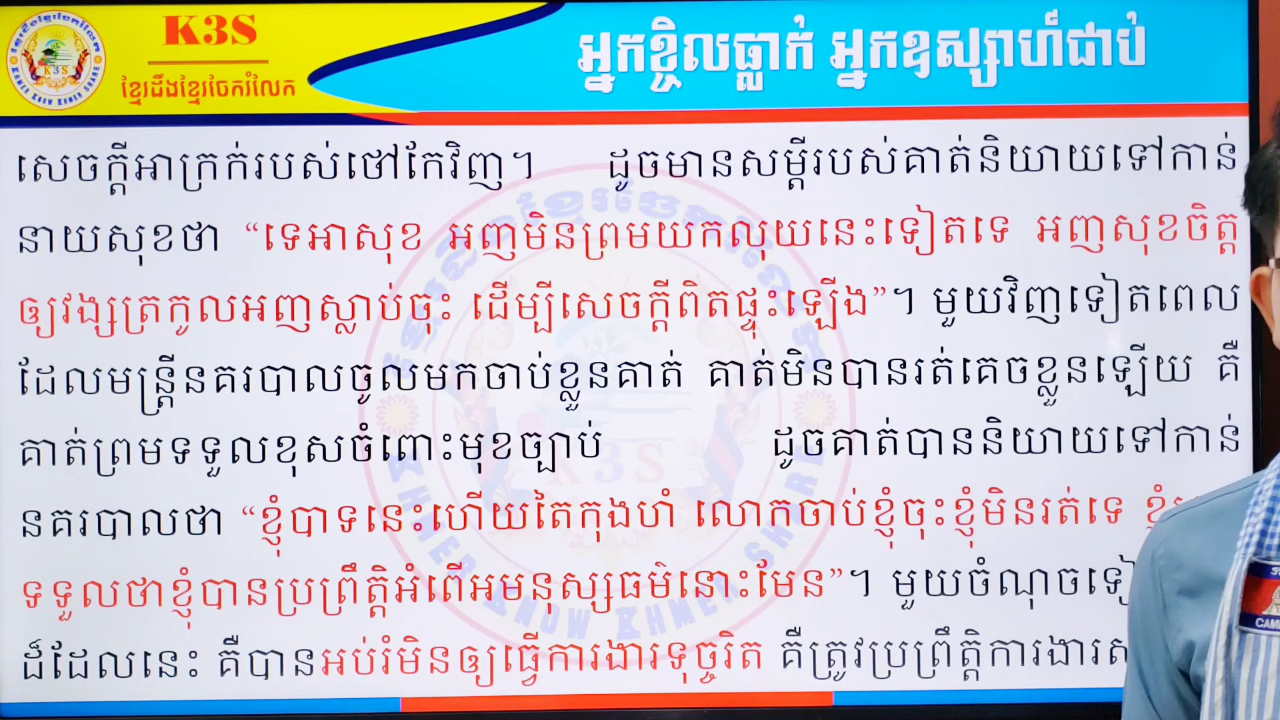 K3S
ខ្មែរដឹងខ្មែរចែករំលែក
អ្នកខ្ចិលធ្លាក់ អ្នកឧស្សាហ៍ជាប់
សេចក្តីអាក្រក់របស់ថៅកែវិញ។ ដូចមានសម្តីរបស់គាត់និយាយទៅកាន់
នាយសុខថា “ទេអាសុខ អញមិនព្រមយកលុយនេះទៀតទេ អញសុខចិត្ត
ឲ្យវង្សត្រកូលអញស្លាប់ចុះ ដើម្បីសេចក្តីពិតផ្ទុះឡើង”។ មួយវិញទៀតពេល
ដែលមន្ត្រីនគរបាលចូលមកចាប់ខ្លួនគាត់ គាត់មិនបានរត់គេចខ្លួនឡើយ គឺ
គាត់ព្រមទទួលខុសចំពោះមុខច្បាប់ ដូចគាត់បាននិយាយទៅកាន់
នគរបាលថា “ខ្ញុំបាទនេះហើយតៃកុងហាំ លោកចាប់ខ្ញុំចុះខ្ញុំមិនរត់ទេ ខ្ញុំ
ទទួលថាខ្ញុំបានប្រព្រឹត្តិអំពើអមនុស្សធម៌នោះមែន”។ មួយចំណុច
ដ៏ដែលនេះ គឺបានអប់រំមិនឲ្យធ្វើការងារទុច្ចរិត គឺត្រូវប្រព្រឹត្តិការងារ
KHMER KNOW KHMER SHARE